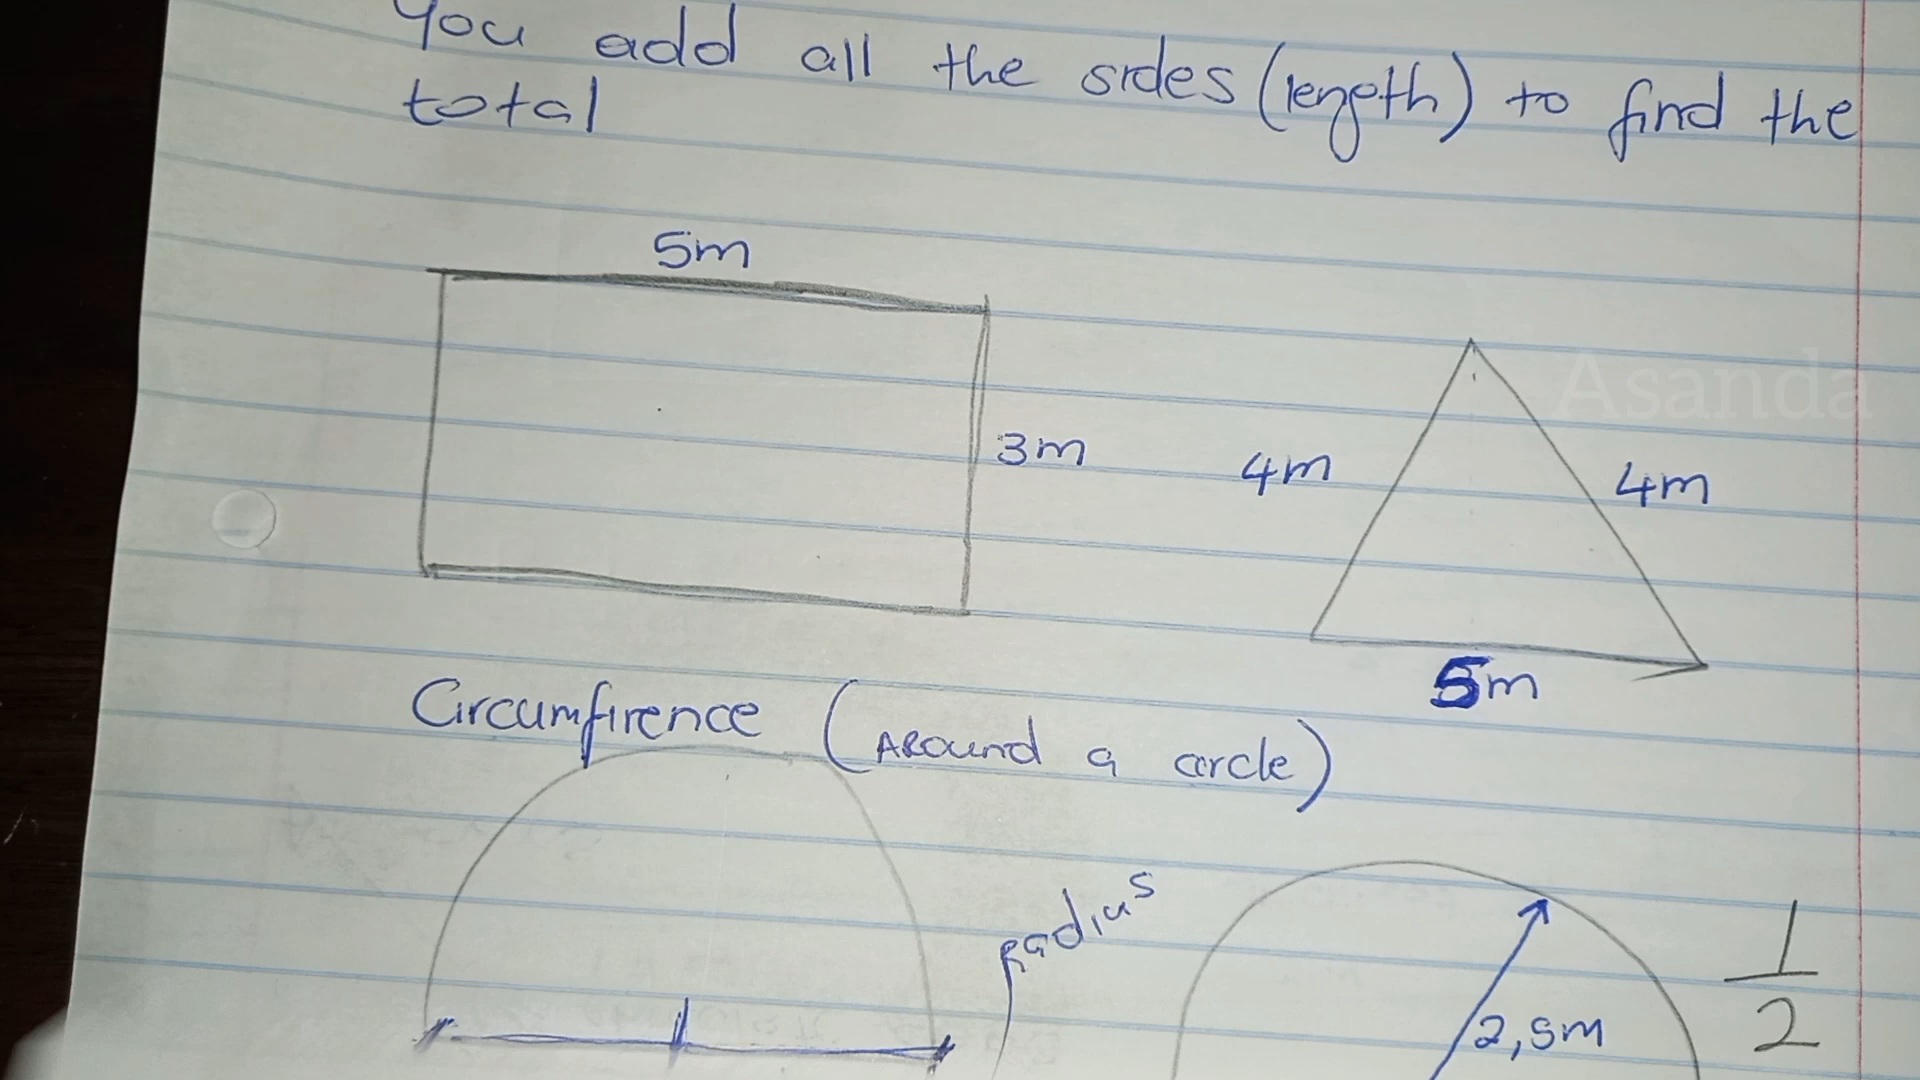 You add all the sides (length) to find the
total
5m
3m
4m
4m
5m
Circumfirence (Around a circle)
radius
2,5m
1
2
Asanda